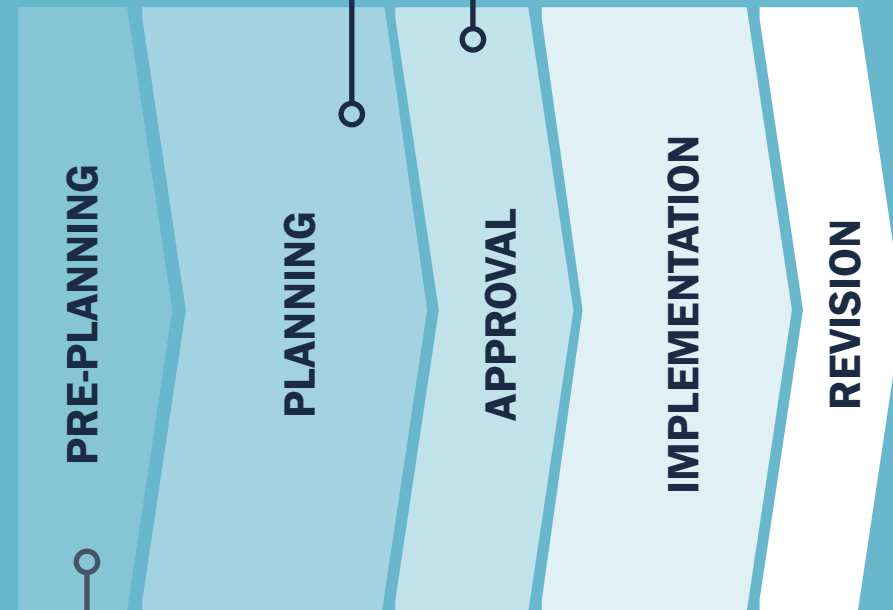 PRE-PLANNING
PLANNING
APPROVAL
IMPLEMENTATION
REVISION